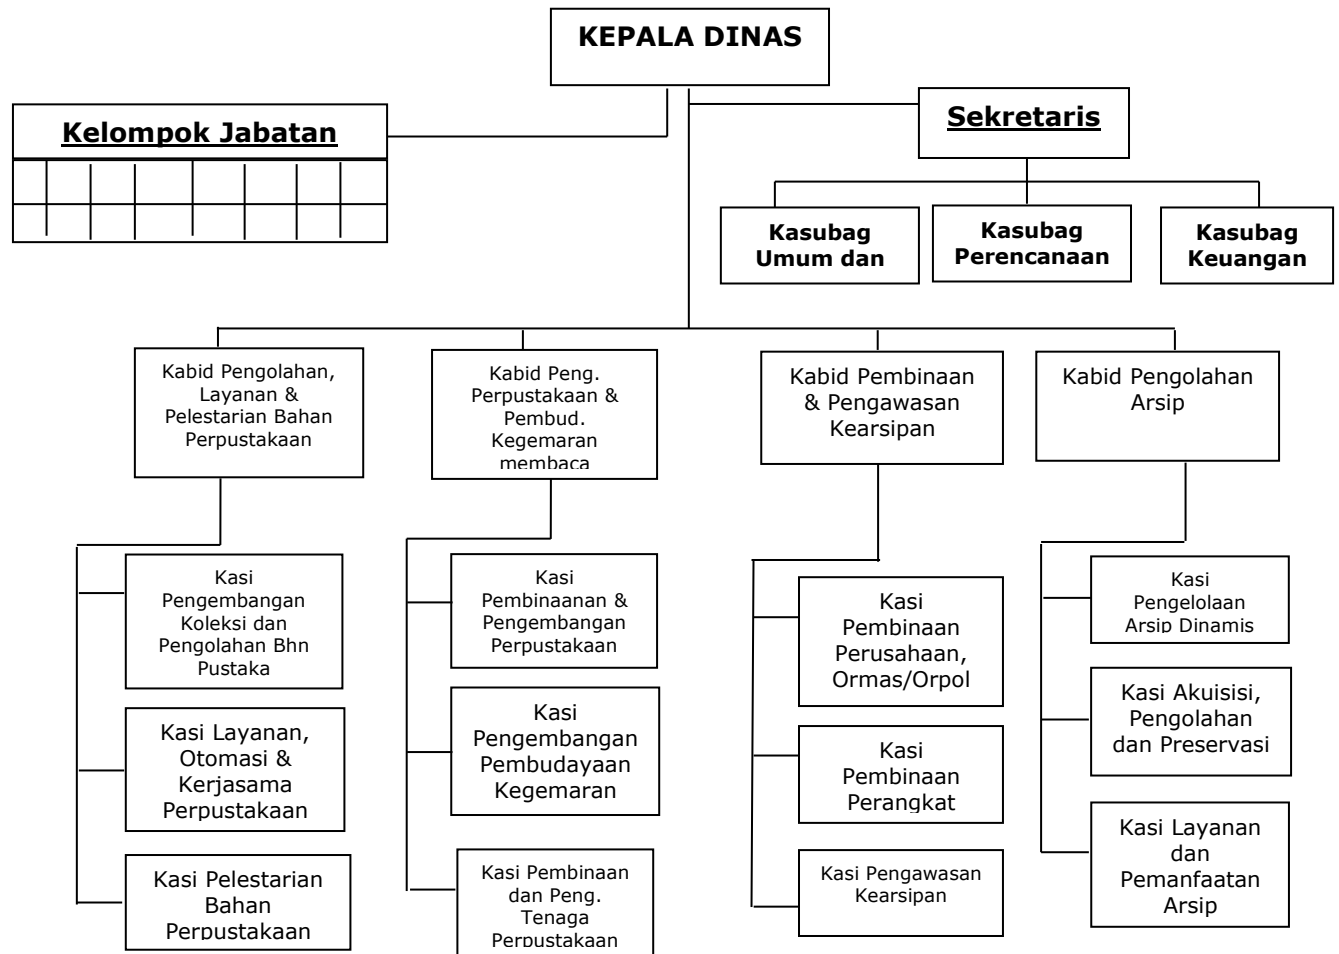 KEPALA DINAS
Kelompok Jabatan
Sekretaris
Kasubag
Umum dan
Kasubag
Perencanaan
Kasubag
Keuangan
Kabid Pengolahan,
Layanan &
Pelestarian Bahan
Perpustakaan
Kabid Peng.
Perpustakaan &
Pembud.
Kegemaran
membaca
Kabid Pembinaan
& Pengawasan
Kearsipan
Kabid Pengolahan
Arsip
Kasi
Pengembangan
Koleksi dan
Pengolahan Bhn
Pustaka
Kasi Layanan,
Otomasi &
Kerjasama
Perpustakaan
Kasi Pelestarian
Bahan
Perpustakaan
Kasi
Pembinaanan &
Pengembangan
Perpustakaan
Kasi
Pengembangan
Pembudayaan
Kegemaran
Kasi Pembinaan
dan Peng.
Tenaga
Perpustakaan
Kasi
Pembinaan
Perusahaan,
Ormas/Orpol
Kasi
Pembinaan
Perangkat
Kasi Pengawasan
Kearsipan
Kasi
Pengelolaan
Arsip Dinamis
Kasi Akuisisi,
Pengolahan
dan Preservasi
Kasi Layanan
dan
Pemanfaatan
Arsip